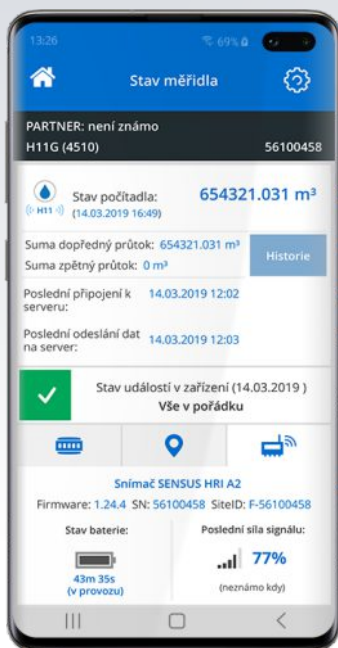 13:26 69%
Stav měřidla
PARTNER: není známo
H11G (4510) 56100458
H11
Stav počítadla: 654321.031 m³
(14.03.2019 16:49)
Suma dopředný průtok: 654321.031 m³
Suma zpětný průtok: 0 m³
Historie
Poslední připojení k serveru: 14.03.2019 12:02
Poslední odeslání dat na server: 14.03.2019 12:03
Stav událostí v zařízení (14.03.2019 )
Vše v pořádku
Snímač SENSUS HRI A2
Firmware: 1.24.4 SN: 56100458 SiteID: F-56100458
Stav baterie: Poslední síla signálu:
77%
43m 35s
(v provozu) (neznámo kdy)